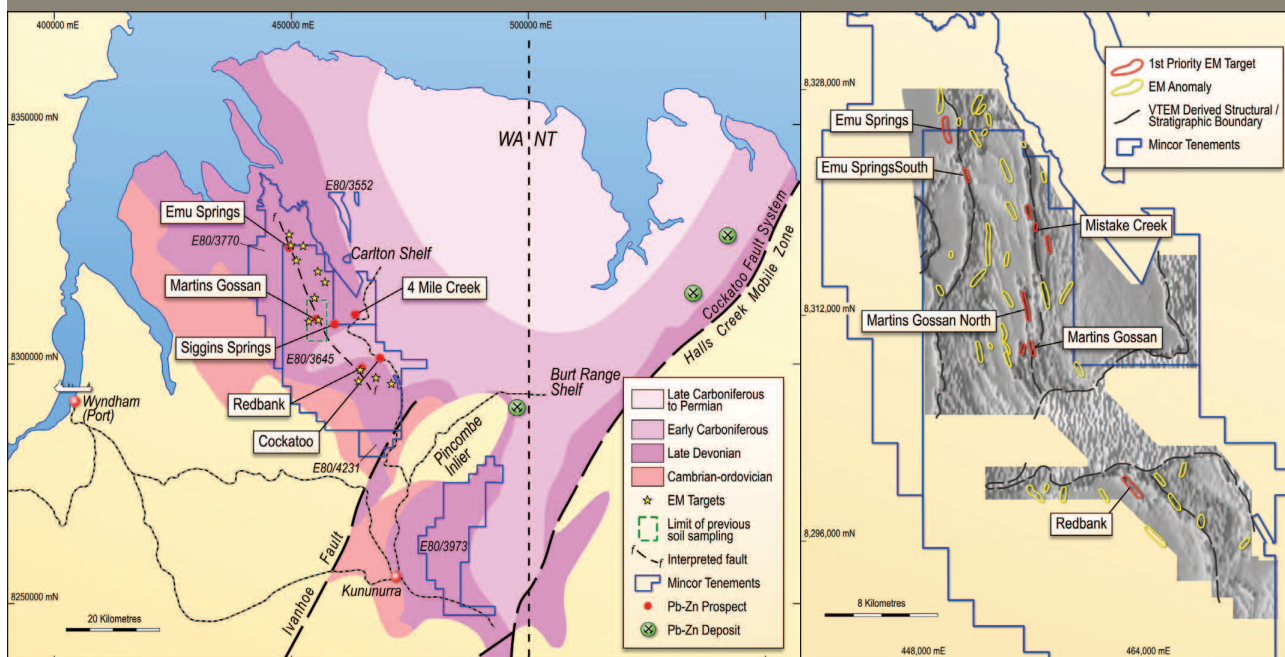 400000 mE
450000 mE
500000 mE
8350000 mN
WA NT
E80/3552
Emu Springs
E80/3770
Carlton Shelf
Martins Gossan
4 Mile Creek
Siggins Springs
8300000 mN
E80/3645
Redbank
Wyndham
(Port)
Cockatoo
E80/4231
Pincombe
Inlier
Burt Range
Shelf
Cockatoo Fault System
Halls Creek Mobile Zone
E80/3973
Kununurra
Ivanhoe Fault
8250000 mN
20 Kilometres
Late Carboniferous
to Permian
Early Carboniferous
Late Devonian
Cambrian-ordovician
EM Targets
Limit of previous
soil sampling
f f
Interpreted fault
Mincor Tenements
Pb-Zn Prospect
Pb-Zn Deposit
8,328,000 mN
1st Priority EM Target
EM Anomaly
VTEM Derived Structural /
Stratigraphic Boundary
Mincor Tenements
Emu Springs
Emu SpringsSouth
Mistake Creek
8,312,000 mN
Martins Gossan North
Martins Gossan
Redbank
8,296,000 mN
8 Kilometres
448,000 mE
464,000 mE